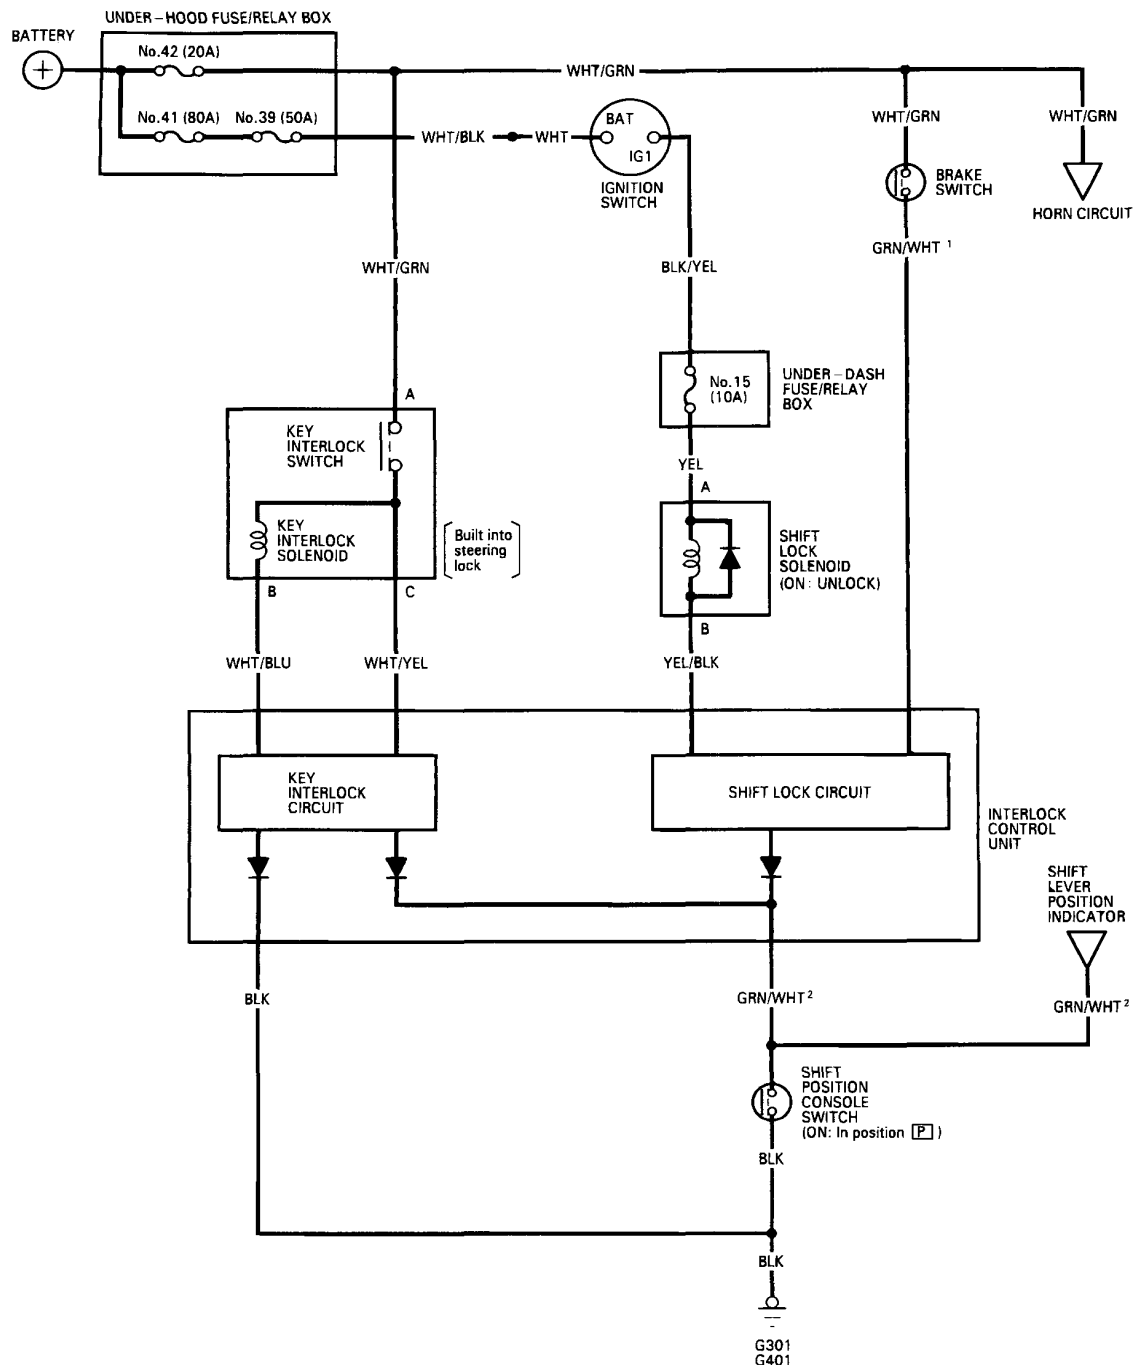 UNDER-HOOD FUSE/RELAY BOX
BATTERY
No.42 (20A)
WHT/GRN
No.41 (80A)
No.39 (50A)
WHT/BLK
WHT
BAT
IG1
IGNITION
SWITCH
WHT/GRN
WHT/GRN
BRAKE
SWITCH
HORN CIRCUIT
GRN/WHT 1
WHT/GRN
BLK/YEL
No.15
(10A)
UNDER-DASH
FUSE/RELAY
BOX
A
KEY
INTERLOCK
SWITCH
YEL
A
KEY
INTERLOCK
SOLENOID
[Built into
steering
lock]
SHIFT
LOCK
SOLENOID
(ON: UNLOCK)
B
C
B
WHT/BLU
WHT/YEL
YEL/BLK
KEY
INTERLOCK
CIRCUIT
SHIFT LOCK CIRCUIT
INTERLOCK
CONTROL
UNIT
SHIFT
LEVER
POSITION
INDICATOR
BLK
GRN/WHT 2
GRN/WHT 2
SHIFT
POSITION
CONSOLE
SWITCH
(ON: In position P)
BLK
BLK
G301
G401